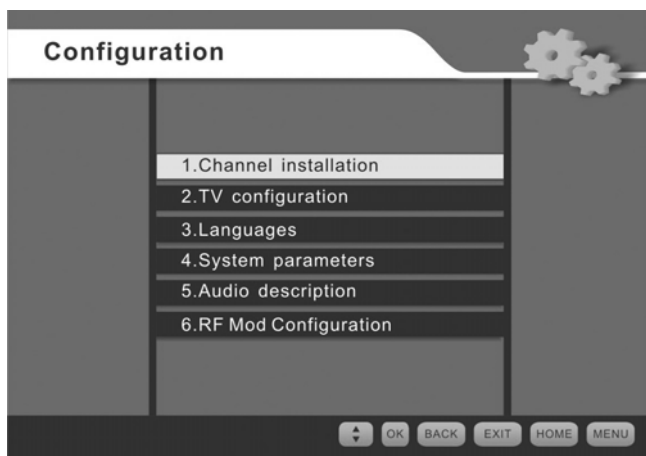 Configuration
1.Channel installation
2.TV configuration
3.Languages
4.System parameters
5.Audio description
6.RF Mod Configuration
OK BACK EXIT HOME MENU